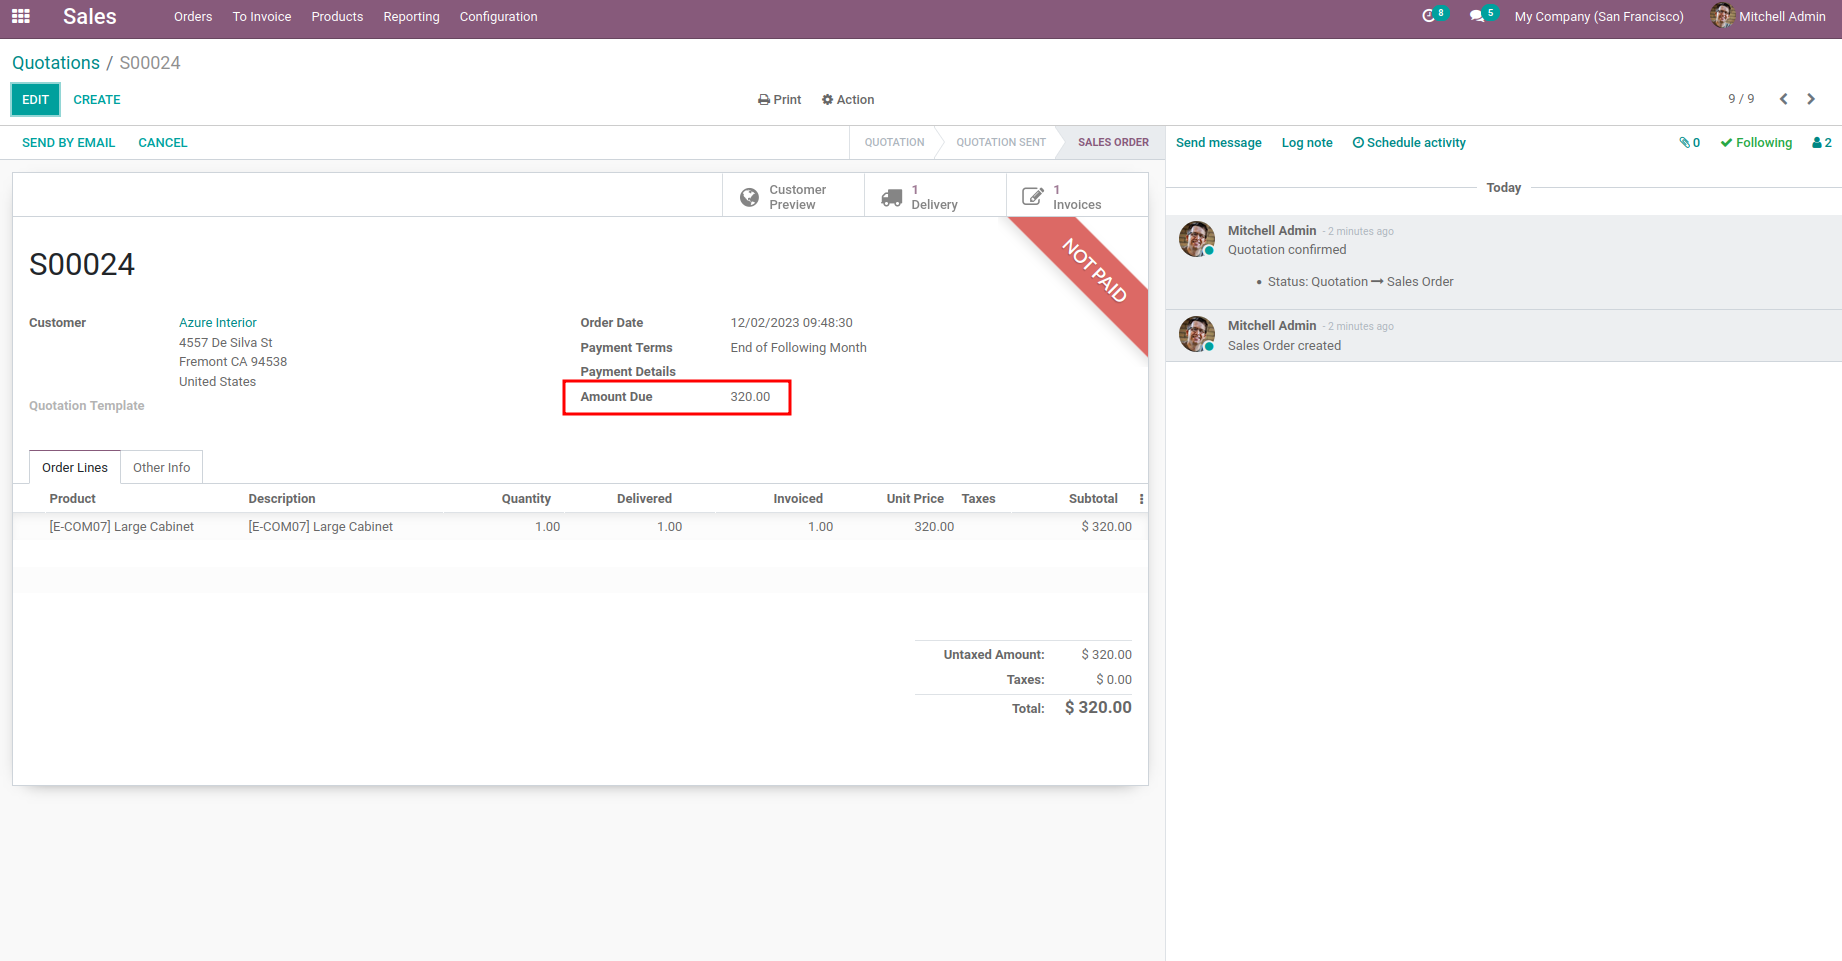 Sales Orders To Invoice Products Reporting Configuration 8 5 My Company (San Francisco) Mitchell Admin
Quotations / S00024
EDIT CREATE Print Action 9 / 9
SEND BY EMAIL CANCEL QUOTATION QUOTATION SENT SALES ORDER
Customer Preview
1 Delivery
1 Invoices
NOT PAID
S00024
Customer Azure Interior
4557 De Silva St
Fremont CA 94538
United States
Quotation Template
Order Date 12/02/2023 09:48:30
Payment Terms End of Following Month
Payment Details
Amount Due 320.00
Order Lines Other Info
Product Description Quantity Delivered Invoiced Unit Price Taxes Subtotal
[E-COM07] Large Cabinet [E-COM07] Large Cabinet 1.00 1.00 1.00 320.00 $ 320.00
Untaxed Amount: $ 320.00
Taxes: $ 0.00
Total: $ 320.00
Send message Log note Schedule activity 0 Following 2
Today
Mitchell Admin - 2 minutes ago
Quotation confirmed
• Status: Quotation → Sales Order
Mitchell Admin - 2 minutes ago
Sales Order created